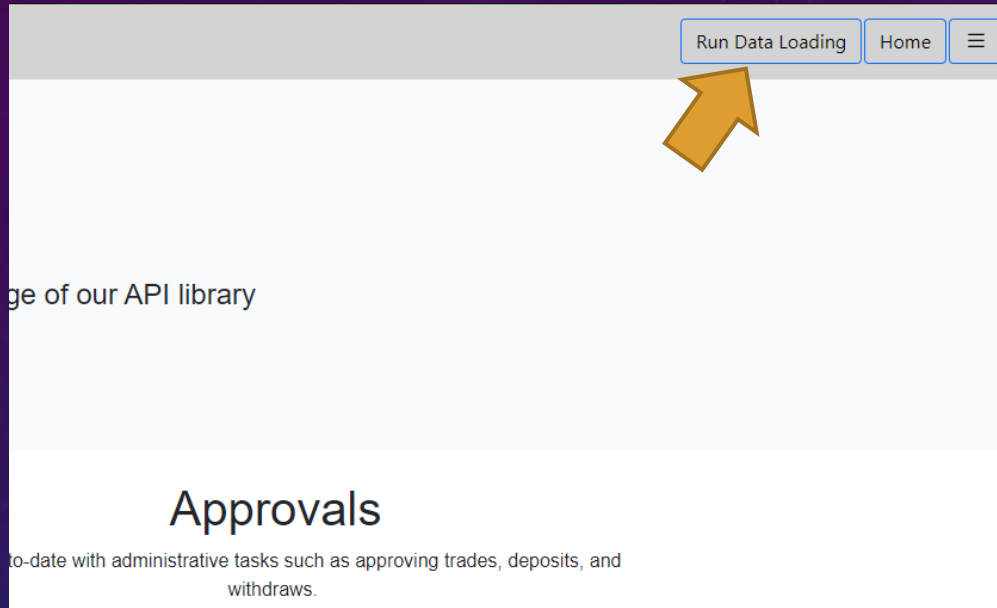 Run Data Loading Home
of our API library
Approvals
to-date with administrative tasks such as approving trades, deposits, and
withdraws.